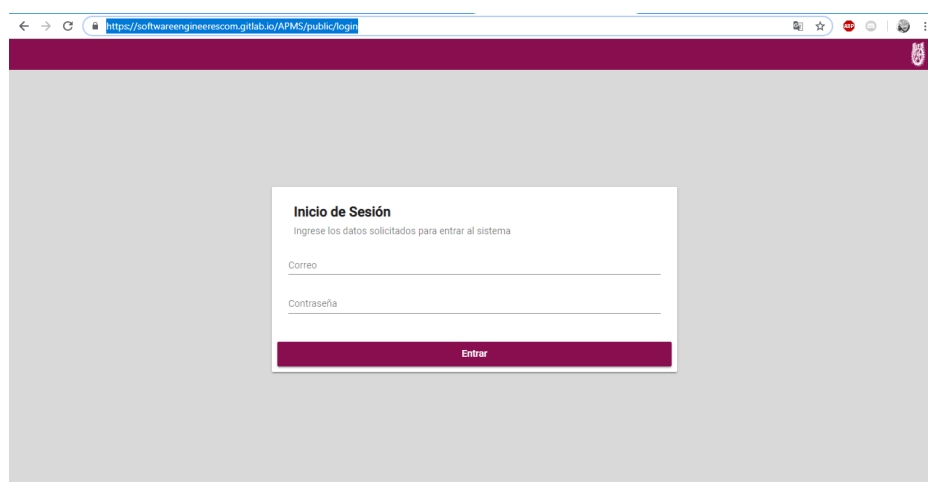 https://softwareengineerescom.gitlab.io/APMS/public/login
ABP
Inicio de Sesión
Ingrese los datos solicitados para entrar al sistema
Correo
Contraseña
Entrar